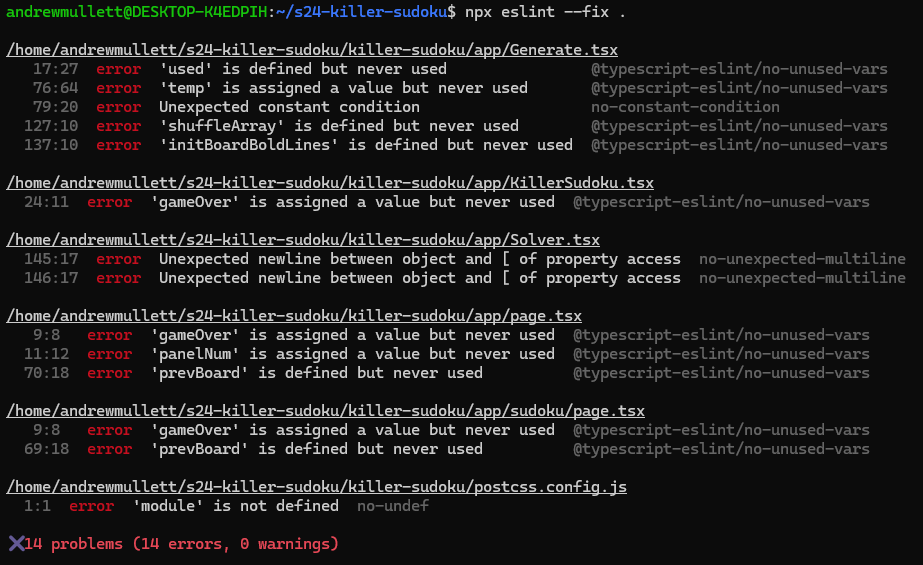 andrewmullett@DESKTOP-K4EDPIH:~/s24-killer-sudoku$ npx eslint --fix .
/home/andrewmullett/s24-killer-sudoku/killer-sudoku/app/Generate.tsx
17:27 error 'used' is defined but never used @typescript-eslint/no-unused-vars
76:64 error 'temp' is assigned a value but never used @typescript-eslint/no-unused-vars
79:20 error Unexpected constant condition no-constant-condition
127:10 error 'shuffleArray' is defined but never used @typescript-eslint/no-unused-vars
137:10 error 'initBoardBoldLines' is defined but never used @typescript-eslint/no-unused-vars
/home/andrewmullett/s24-killer-sudoku/killer-sudoku/app/KillerSudoku.tsx
24:11 error 'gameOver' is assigned a value but never used @typescript-eslint/no-unused-vars
/home/andrewmullett/s24-killer-sudoku/killer-sudoku/app/Solver.tsx
145:17 error Unexpected newline between object and [ of property access no-unexpected-multiline
146:17 error Unexpected newline between object and [ of property access no-unexpected-multiline
/home/andrewmullett/s24-killer-sudoku/killer-sudoku/app/page.tsx
9:8 error 'gameOver' is assigned a value but never used @typescript-eslint/no-unused-vars
11:12 error 'panelNum' is assigned a value but never used @typescript-eslint/no-unused-vars
70:18 error 'prevBoard' is defined but never used @typescript-eslint/no-unused-vars
/home/andrewmullett/s24-killer-sudoku/killer-sudoku/app/sudoku/page.tsx
9:8 error 'gameOver' is assigned a value but never used @typescript-eslint/no-unused-vars
69:18 error 'prevBoard' is defined but never used @typescript-eslint/no-unused-vars
/home/andrewmullett/s24-killer-sudoku/killer-sudoku/postcss.config.js
1:1 error 'module' is not defined no-undef
✖14 problems (14 errors, 0 warnings)